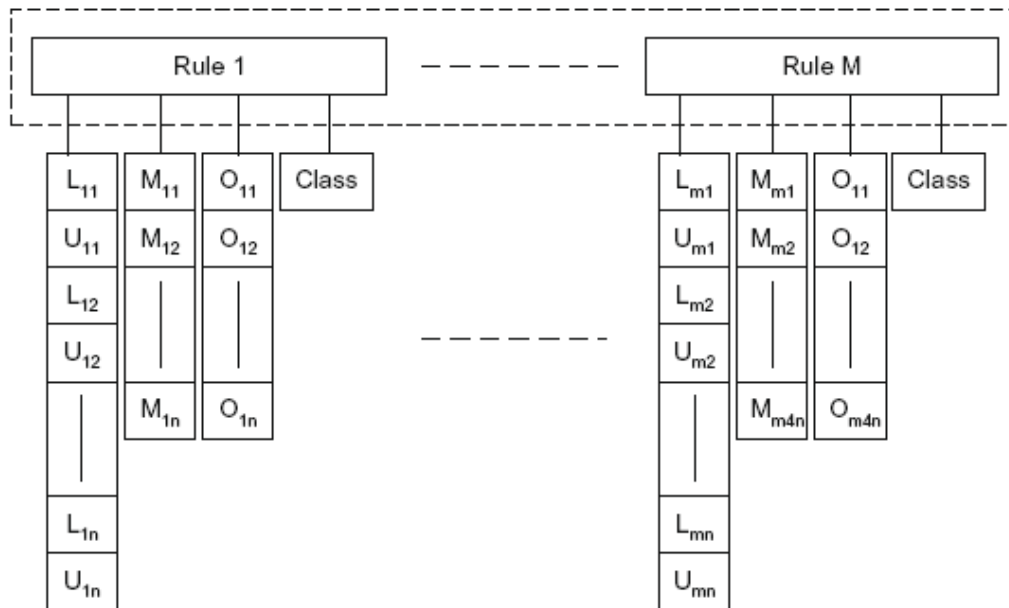 Rule 1 Rule M
L11 M11 O11 Class Lm1 Mm1 O11 Class
U11 M12 O12 Um1 Mm2 O12
L12 Lm2
U12 Um2
M1n O1n Mm4n Om4n
L1n Lmn
U1n Umn